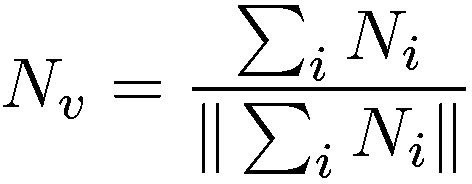 N_v = \frac{\sum_i N_i}{\| \sum_i N_i \|}